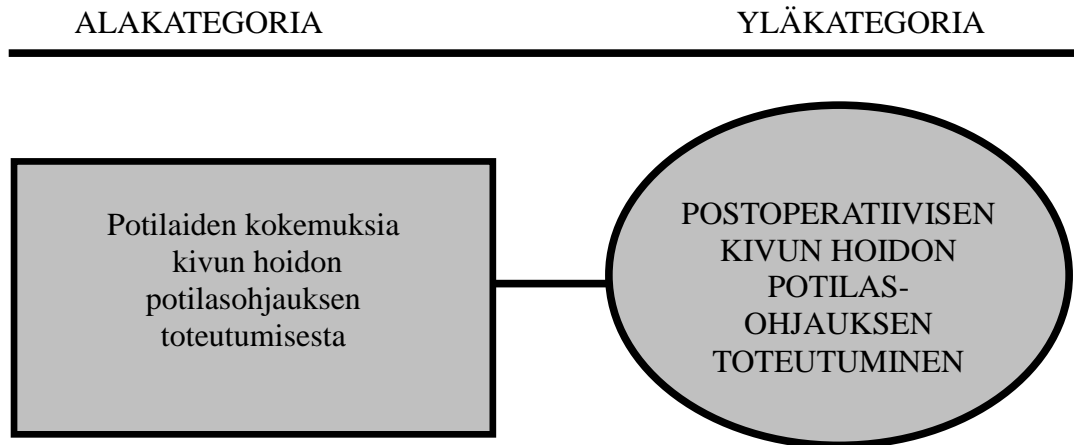 ALAKATEGORIA
YLÄKATEGORIA
Potilaiden kokemuksia
kivun hoidon
potilasohjauksen
toteutumisesta
POSTOPERATIIVISEN
KIVUN HOIDON
POTILAS-
OHJAUKSEN
TOTEUTUMINEN